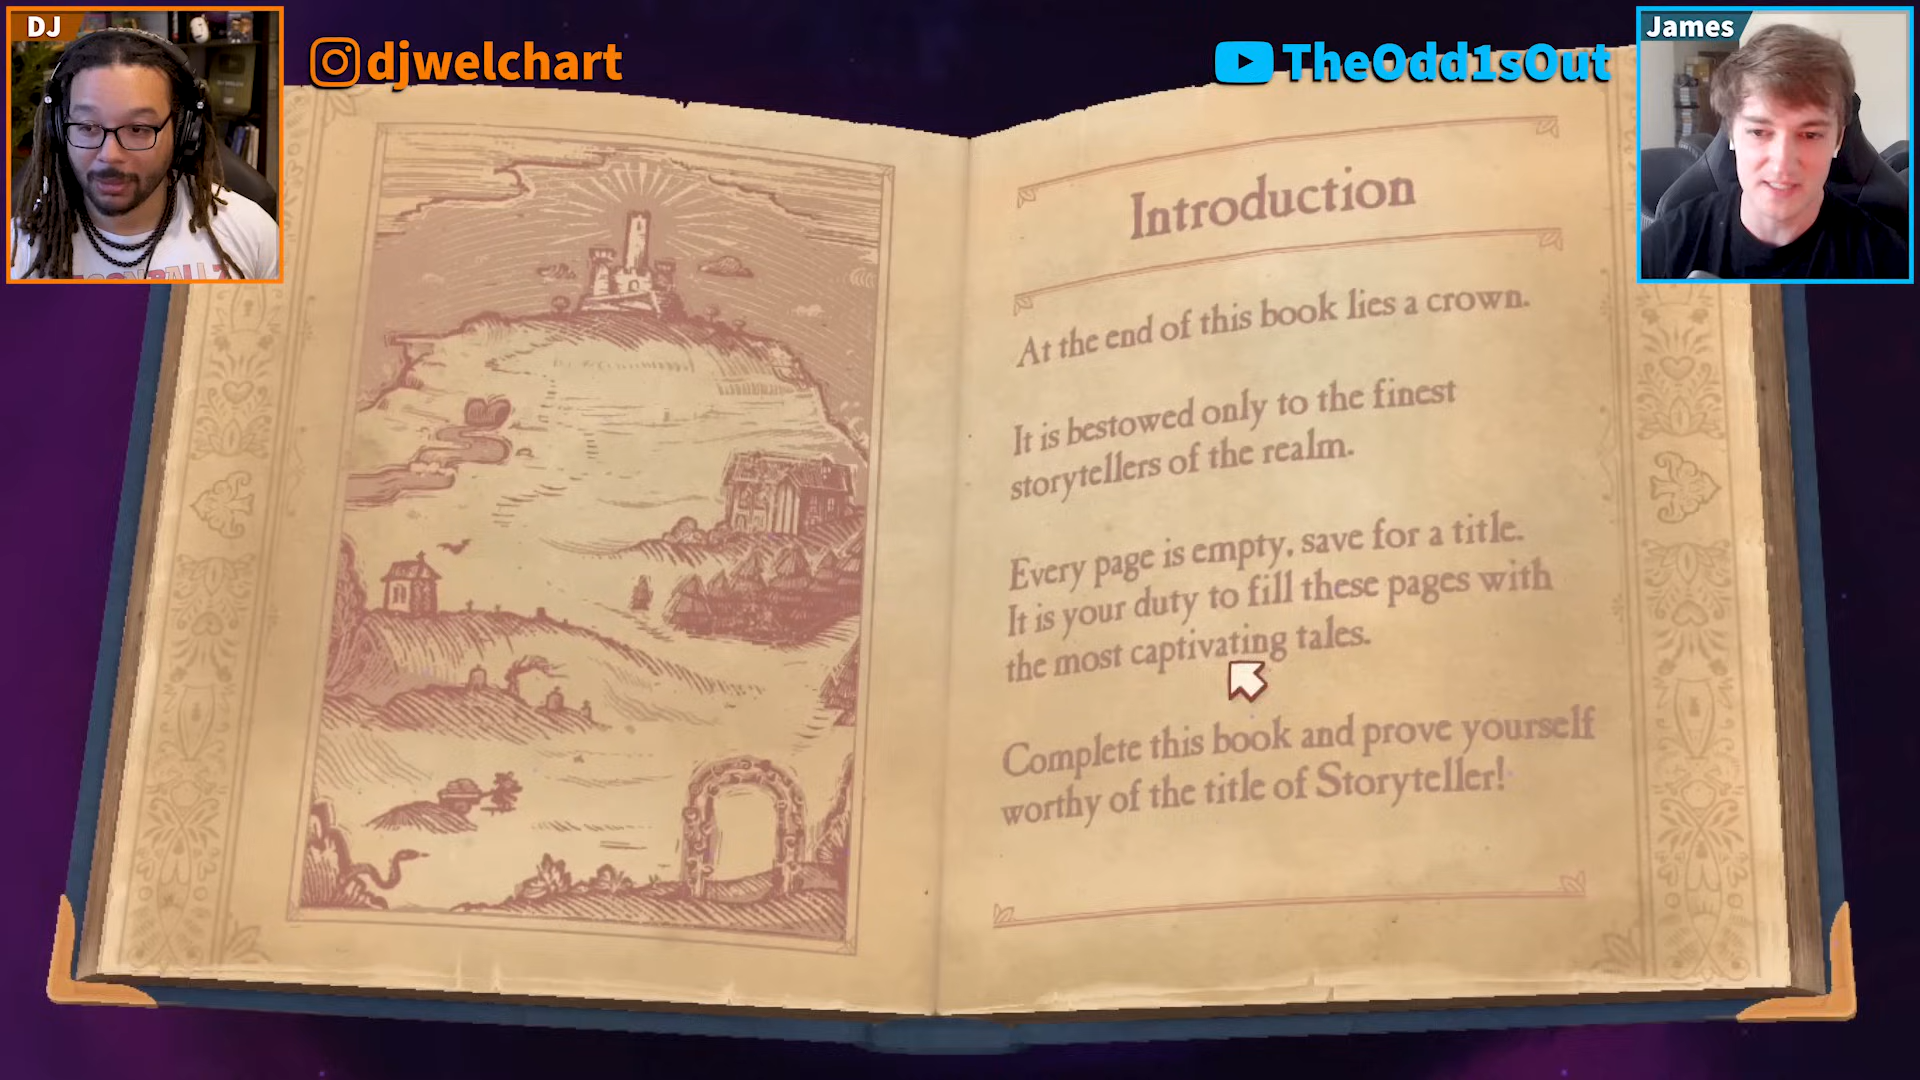 DJ
djwelchart
TheOdd1sOut
James
Introduction
At the end of this book lies a crown.
It is bestowed only to the finest
storytellers of the realm.
Every page is empty, save for a title.
It is your duty to fill these pages with
the most captivating tales.
Complete this book and prove yourself
worthy of the title of Storyteller!